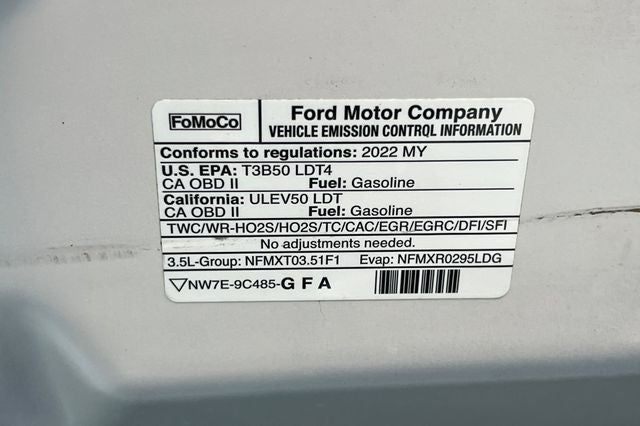 FoMoCo
Ford Motor Company
VEHICLE EMISSION CONTROL INFORMATION
Conforms to regulations: 2022 MY
U.S. EPA: T3B50 LDT4
CA OBD II Fuel: Gasoline
California: ULEV50 LDT
CA OBD II Fuel: Gasoline
TWC/WR-HO2S/HO2S/TC/CAC/EGR/EGRC/DFI/SFI
No adjustments needed.
3.5L-Group: NFMXT03.51F1 Evap: NFMXR0295LDG
NW7E-9C485-G F A